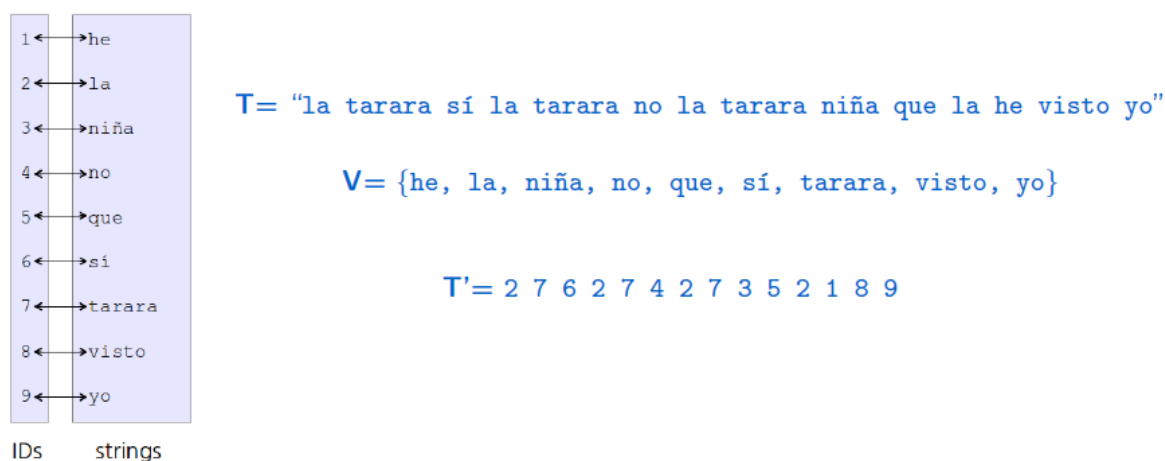 1 he
2 la
3 niña
4 no
5 que
6 sí
7 tarara
8 visto
9 yo
IDs strings
T= “la tarara sí la tarara no la tarara niña que la he visto yo”
V= {he, la, niña, no, que, sí, tarara, visto, yo}
T’= 2 7 6 2 7 4 2 7 3 5 2 1 8 9